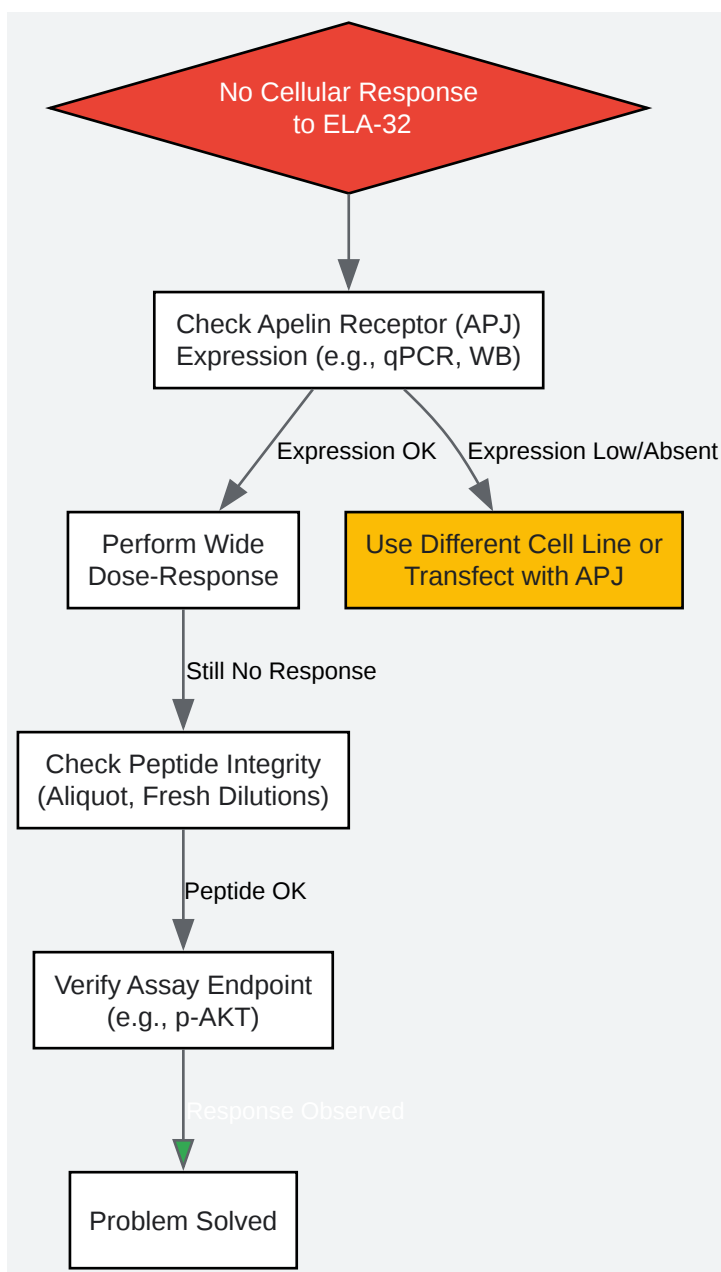 No Cellular Response
to ELA-32
Check Apelin Receptor (APJ)
Expression (e.g., qPCR, WB)
Expression OK
Expression Low/Absent
Perform Wide
Dose-Response
Use Different Cell Line or
Transfect with APJ
Still No Response
Check Peptide Integrity
(Aliquot, Fresh Dilutions)
Peptide OK
Verify Assay Endpoint
(e.g., p-AKT)
Response Observed
Problem Solved